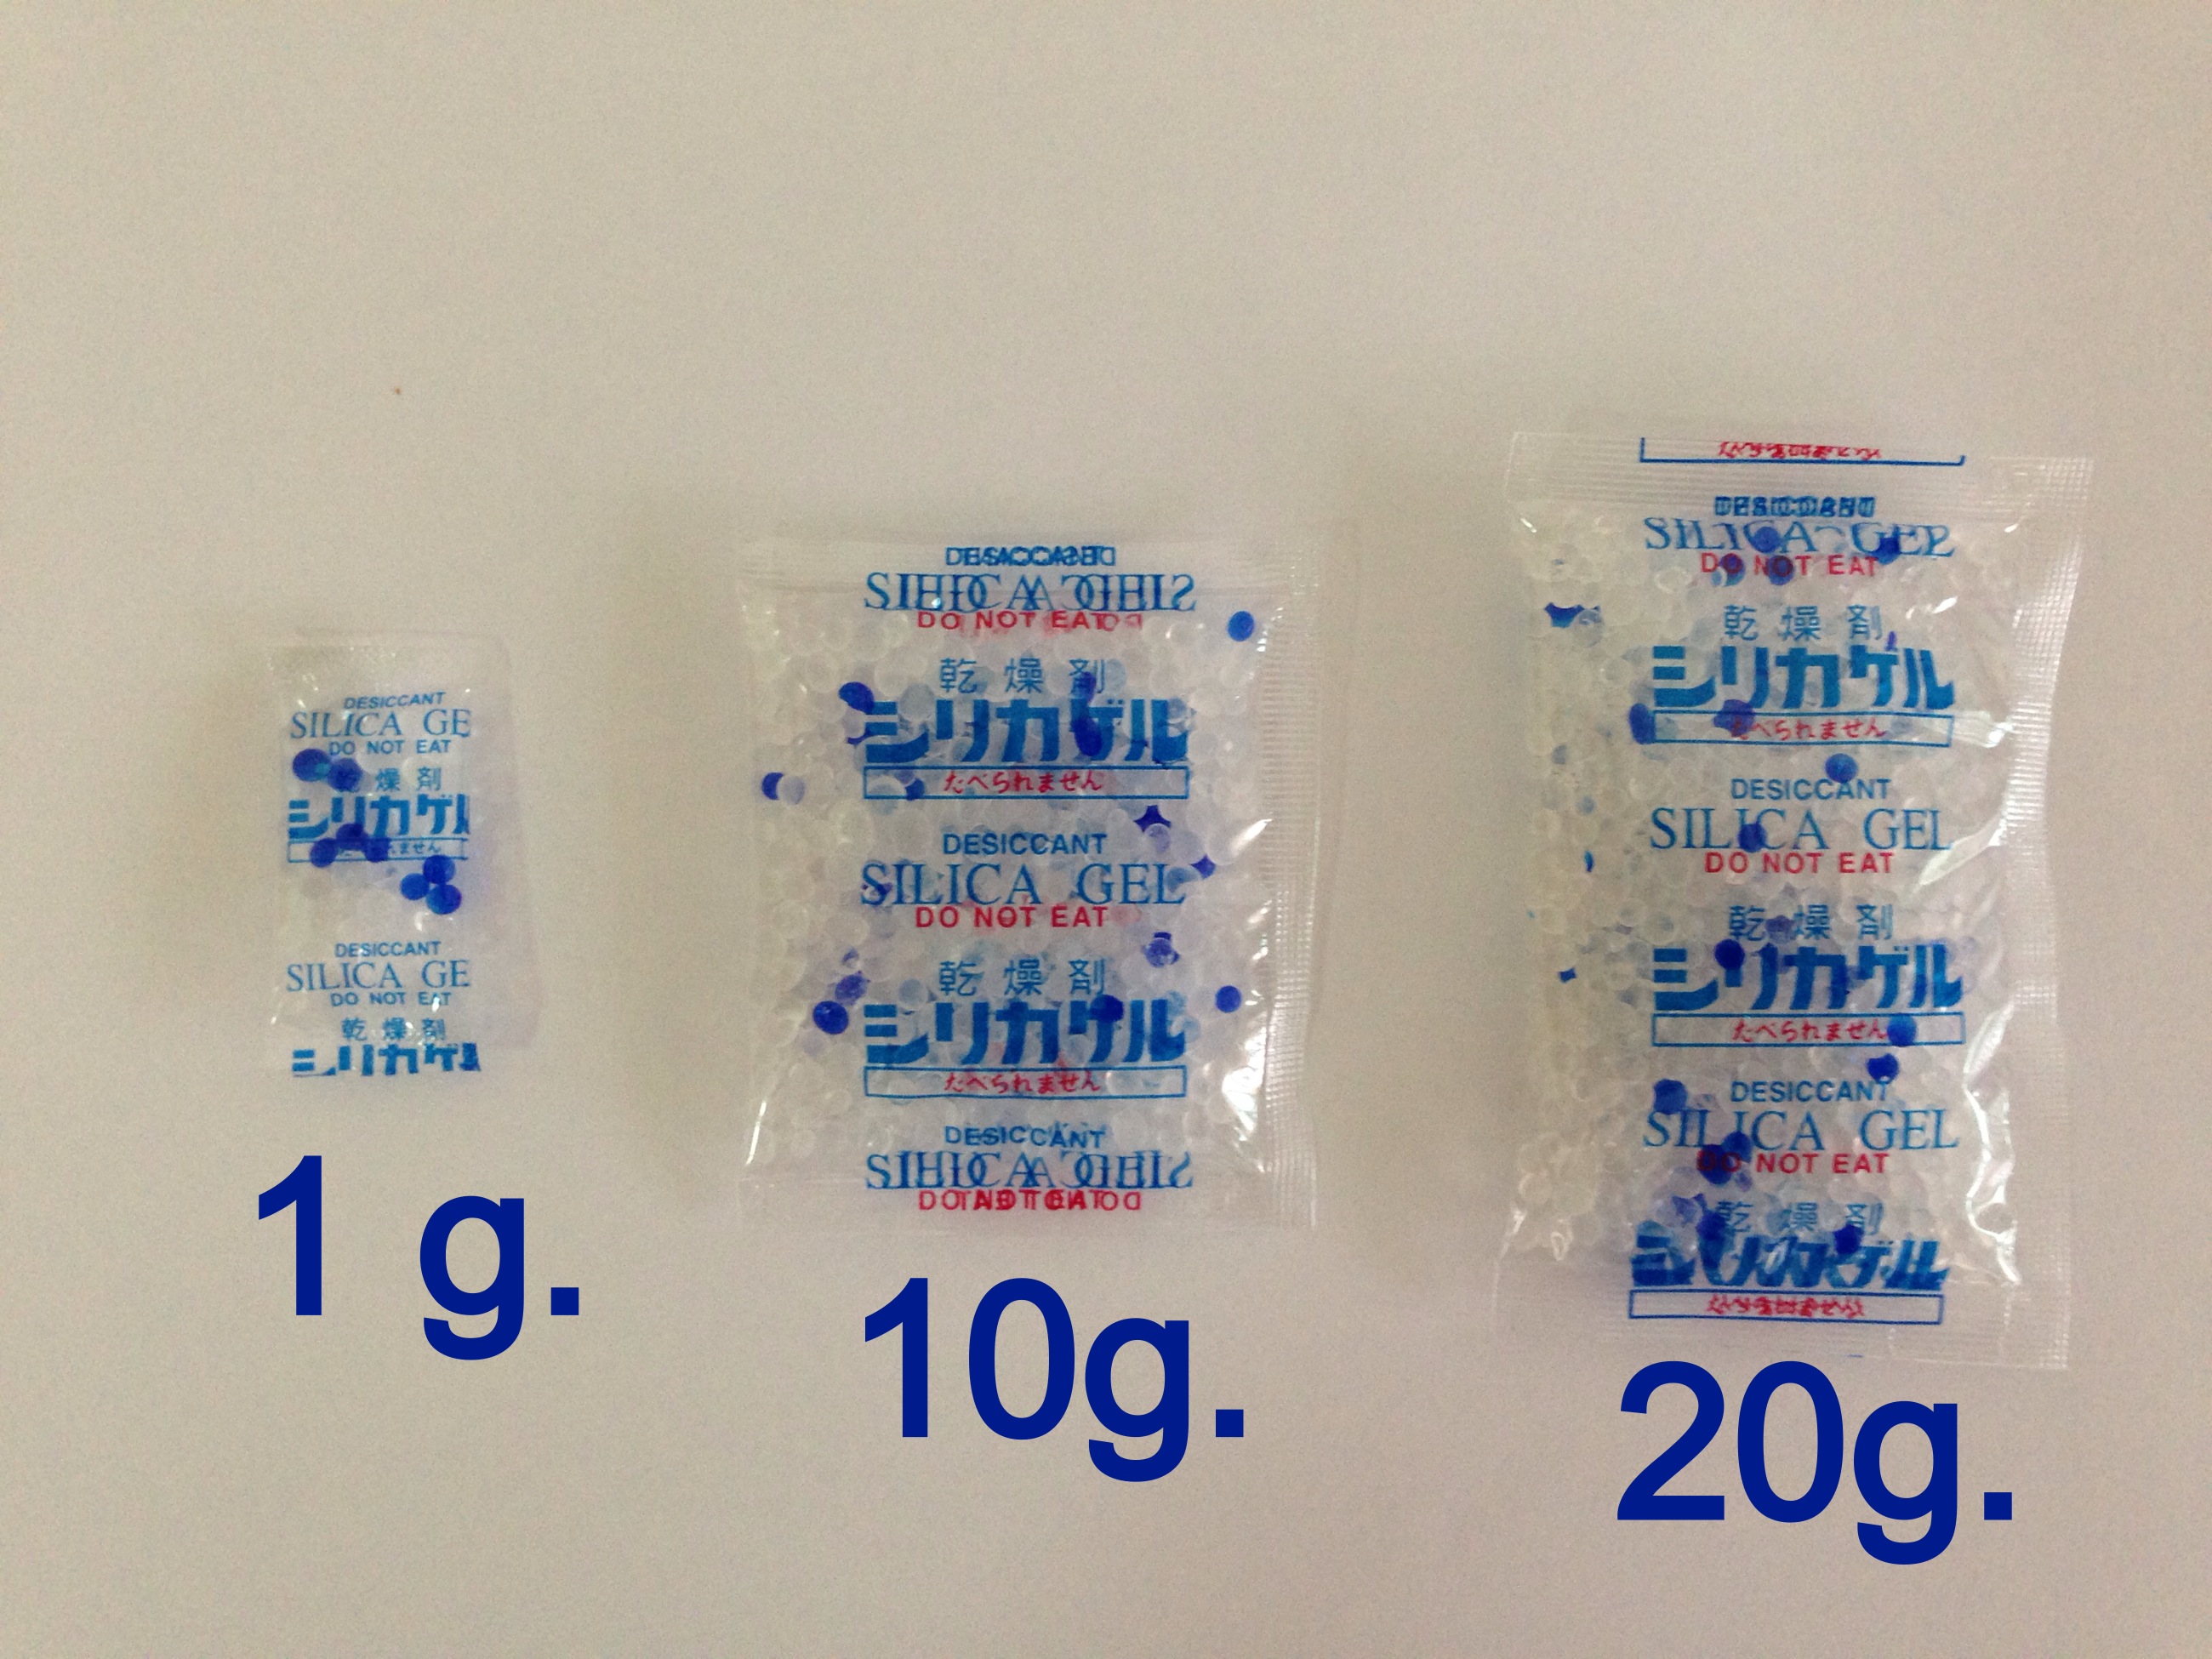 DESICCANT
SILICA GE
DO NOT EAT
燥 剤
シリカゲル
ません
DESICCANT
SILICA GE
DO NOT EAT
乾 燥 剤
シリカゲル
1 g.
DO NOT EAT
乾 燥 剤
シリカゲル
たべられません
DESICCANT
SILICA GEL
DO NOT EAT
乾 燥 剤
シリカゲル
たべられません
DESICCANT
10g.
SILICA GEL
DO NOT EAT
乾 燥 剤
シリカゲル
たべられません
DESICCANT
SILICA GEL
DO NOT EAT
乾 燥 剤
シリカゲル
たべられません
DESICCANT
SILICA GEL
DO NOT EAT
乾 燥 剤
シリカゲル
20g.